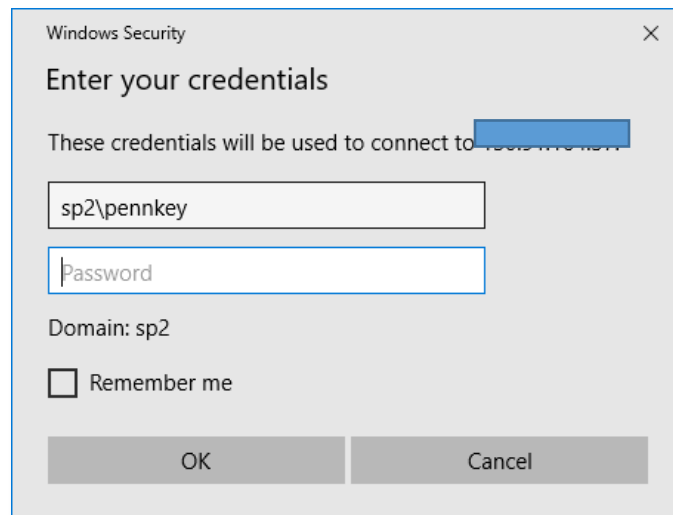 Windows Security
Enter your credentials
These credentials will be used to connect to
sp2\pennkey
Password
Domain: sp2
Remember me
OK
Cancel